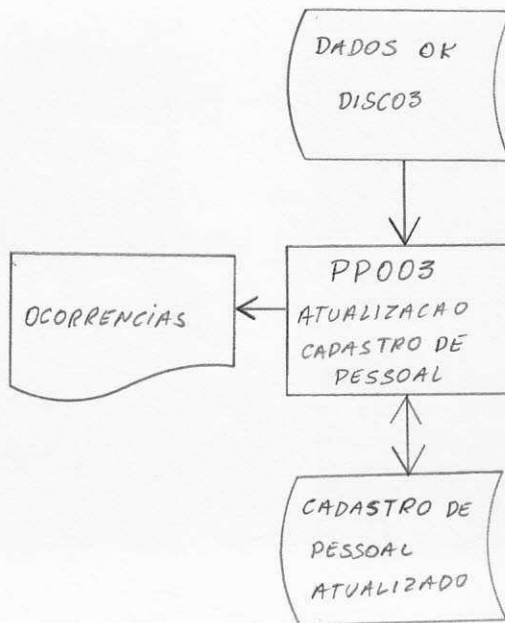 DADOS OK
DISCO3
PP003
ATUALIZACAO
CADASTRO DE
PESSOAL
OCORRENCIAS
CADASTRO DE
PESSOAL
ATUALIZADO